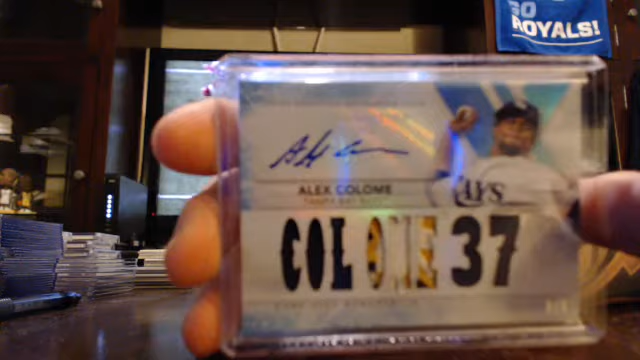 GO
ROYALS!
ALEX COLOME
TAMPA BAY RAYS
RAYS
COLOME 37